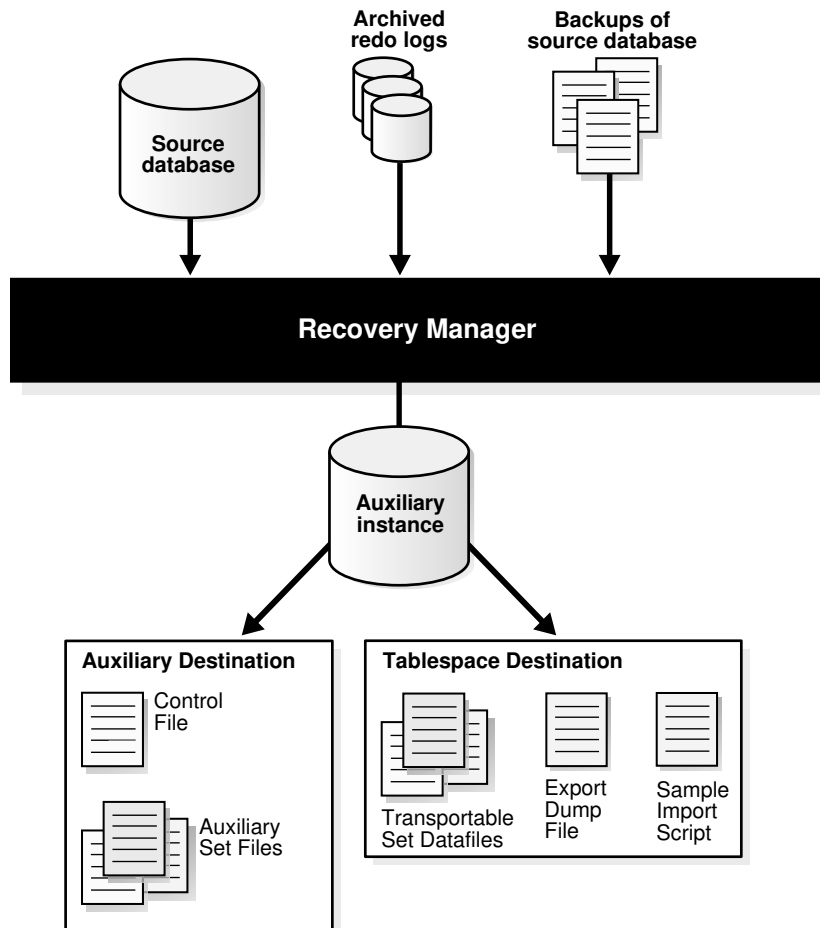 Archived
redo logs
Backups of
source database
Source
database
Recovery Manager
Auxiliary
instance
Auxiliary Destination
Control
File
Auxiliary
Set Files
Tablespace Destination
Transportable
Set Datafiles
Export
Dump
File
Sample
Import
Script